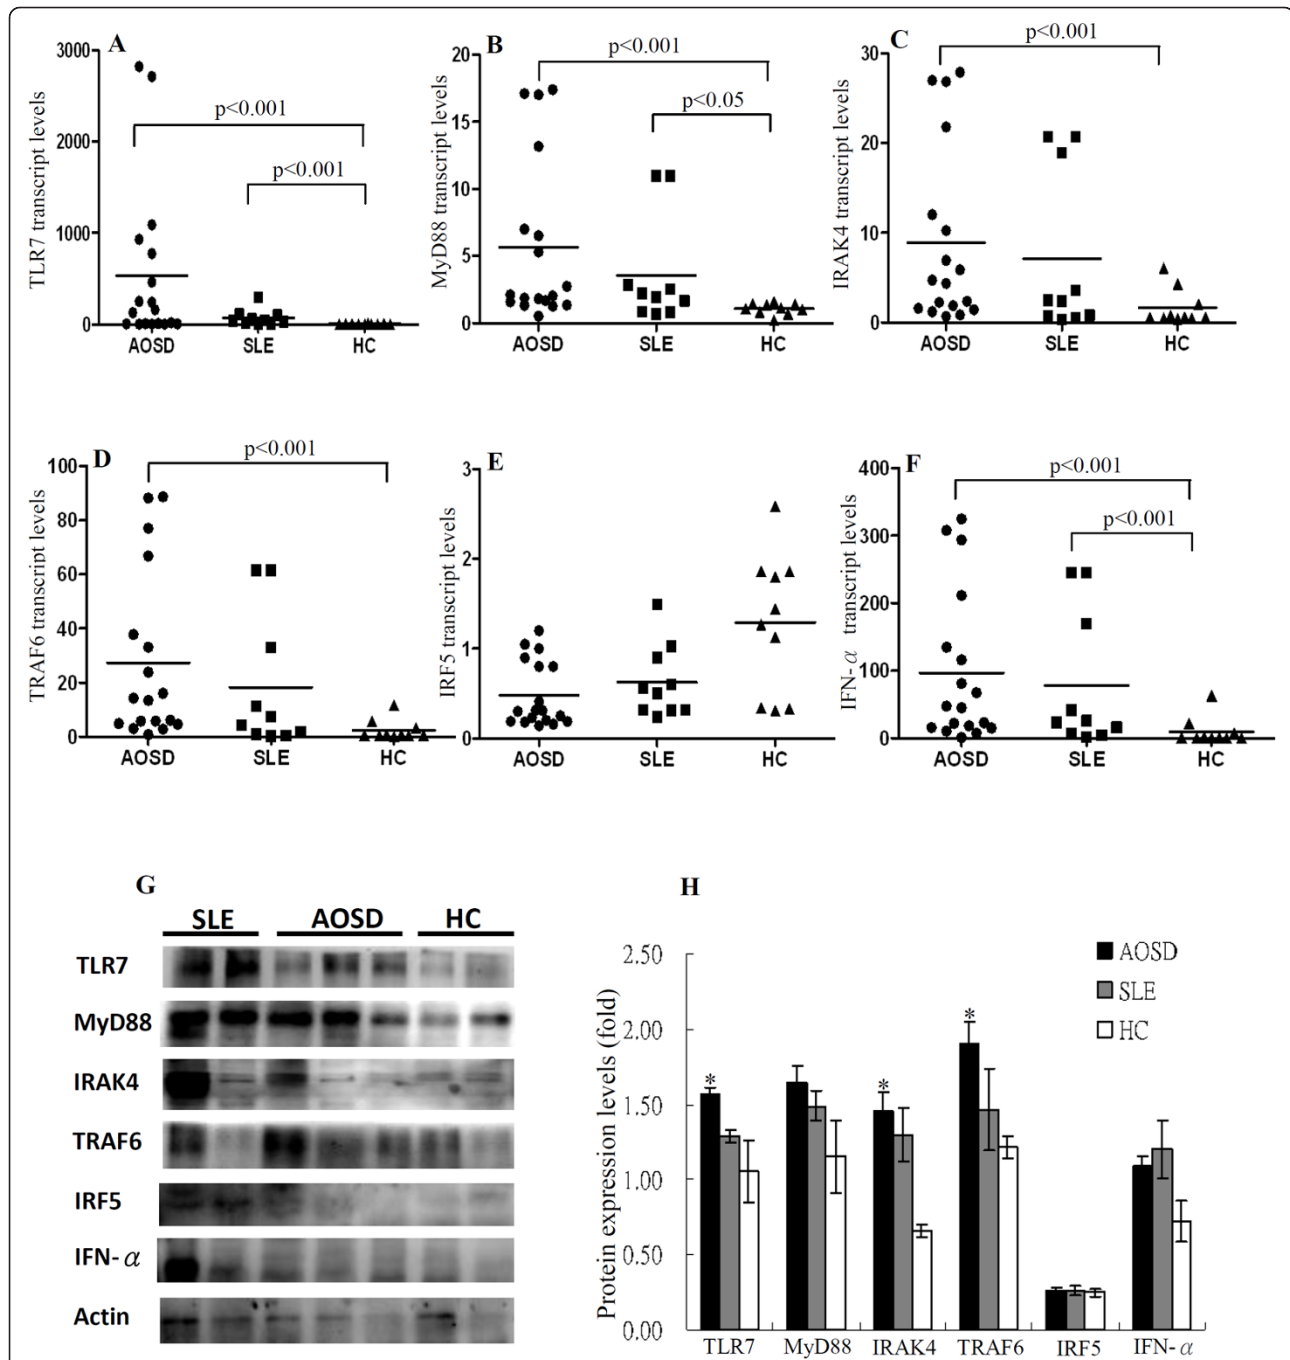 A
TLR7 transcript levels
3000
2000
1000
0
p<0.001
p<0.001
AOSD SLE HC
B
MyD88 transcript levels
20
15
10
5
0
p<0.001
p<0.05
AOSD SLE HC
C
IRAK4 transcript levels
30
20
10
0
p<0.001
AOSD SLE HC
D
TRAF6 transcript levels
100
80
60
40
20
0
p<0.001
AOSD SLE HC
E
IRF5 transcript levels
3
2
1
0
AOSD SLE HC
F
IFN-α transcript levels
400
300
200
100
0
p<0.001
p<0.001
AOSD SLE HC
G
SLE AOSD HC
TLR7
MyD88
IRAK4
TRAF6
IRF5
IFN-α
Actin
H
Protein expression levels (fold)
2.50
2.00
1.50
1.00
0.50
0.00
* * *
AOSD
SLE
HC
TLR7 MyD88 IRAK4 TRAF6 IRF5 IFN-α